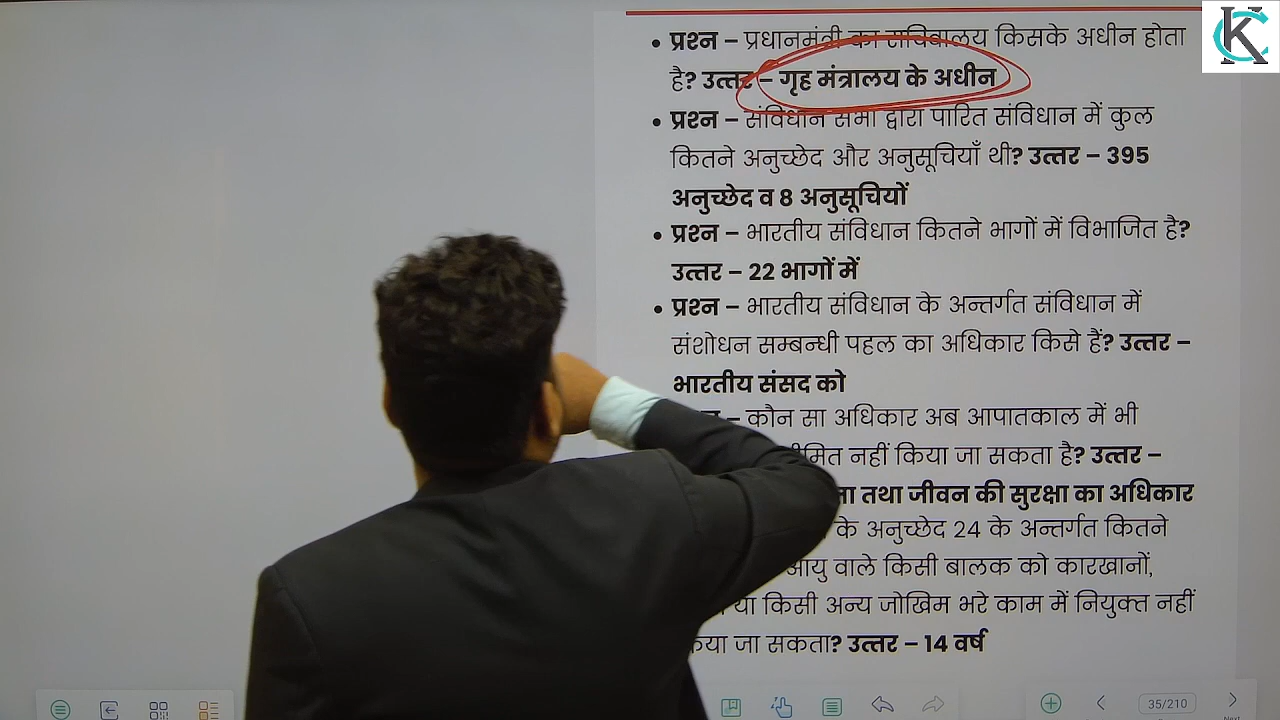 • प्रश्न – प्रधानमंत्री का सचिवालय किसके अधीन होता
है? उत्तर – गृह मंत्रालय के अधीन
• प्रश्न – संविधान सभा द्वारा पारित संविधान में कुल
कितने अनुच्छेद और अनुसूचियाँ थी? उत्तर – 395
अनुच्छेद व 8 अनुसूचियों
• प्रश्न – भारतीय संविधान कितने भागों में विभाजित है?
उत्तर – 22 भागों में
• प्रश्न – भारतीय संविधान के अन्तर्गत संविधान में
संशोधन सम्बन्धी पहल का अधिकार किसे हैं? उत्तर –
भारतीय संसद को
– कौन सा अधिकार अब आपातकाल में भी
नहीं किया जा सकता है? उत्तर –
तथा जीवन की सुरक्षा का अधिकार
के अनुच्छेद 24 के अन्तर्गत कितने
आयु वाले किसी बालक को कारखानों,
या किसी अन्य जोखिम भरे काम में नियुक्त नहीं
जा सकता? उत्तर – 14 वर्ष
35/210
Next
KC